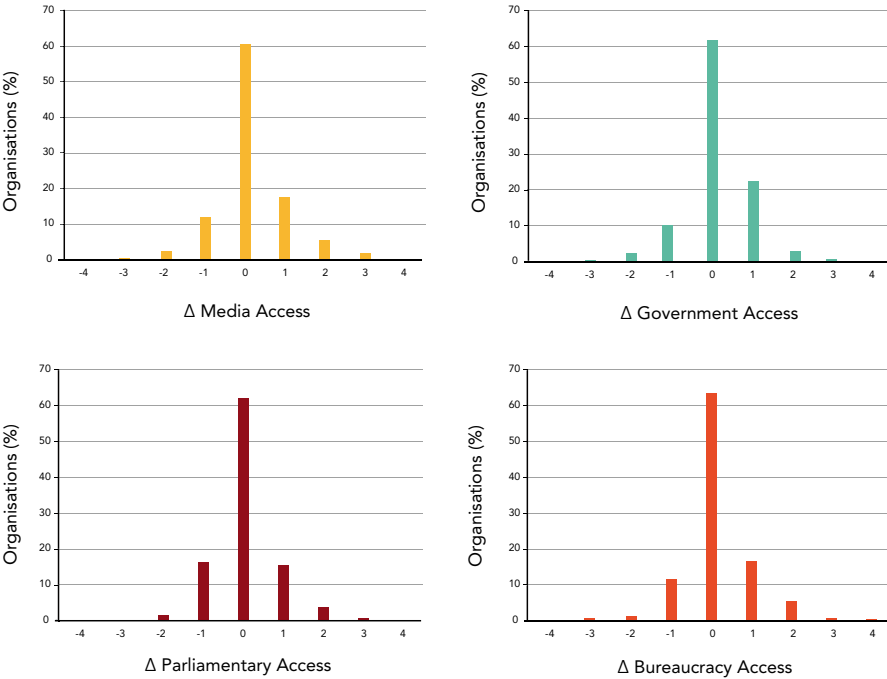 70
60
50
40
30
20
10
0
Organisations (%)
-4 -3 -2 -1 0 1 2 3 4
Δ Media Access
70
60
50
40
30
20
10
0
Organisations (%)
-4 -3 -2 -1 0 1 2 3 4
Δ Government Access
70
60
50
40
30
20
10
0
Organisations (%)
-4 -3 -2 -1 0 1 2 3 4
Δ Parliamentary Access
70
60
50
40
30
20
10
0
Organisations (%)
-4 -3 -2 -1 0 1 2 3 4
Δ Bureaucracy Access